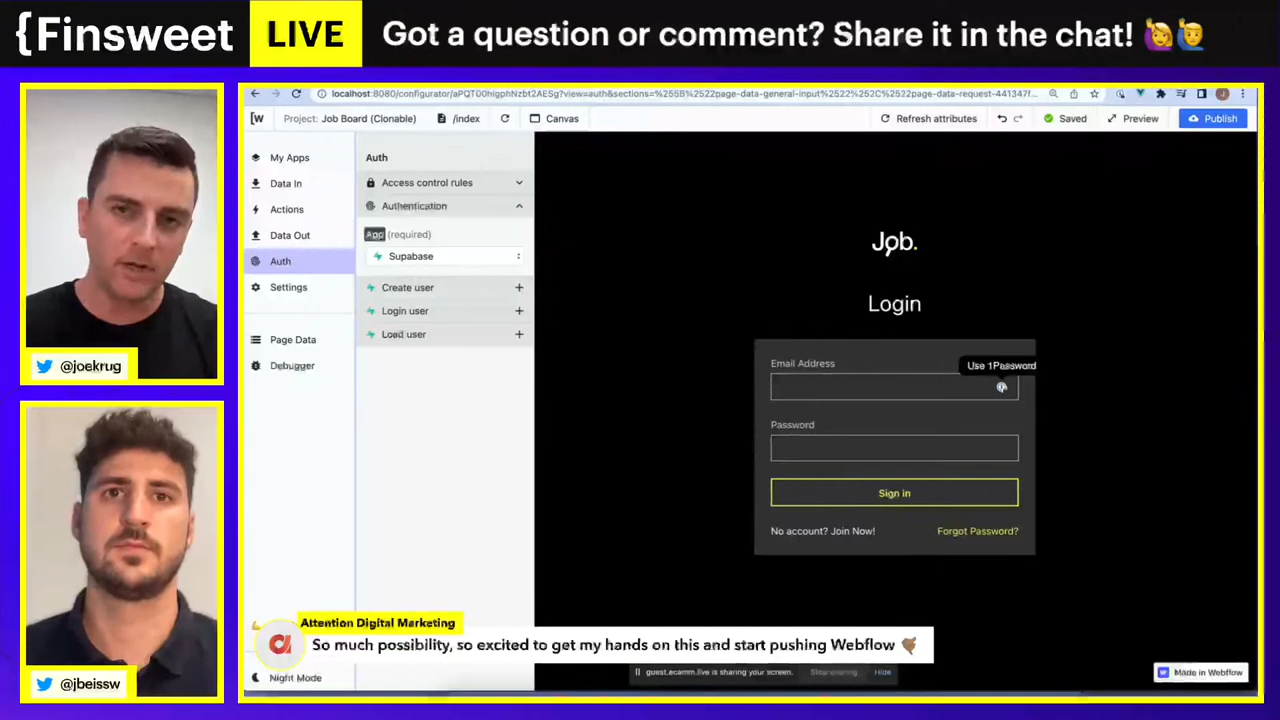 {Finsweet LIVE Got a question or comment? Share it in the chat!
@joekrug
@jbeissw
localhost:8080/configurator/aPQT00higphNzbt2AESg?view=auth&sections=%255B%2522page-data-general-input%2522%252C%2522page-data-request-441347f...
Project: Job Board (Clonable) /index Canvas Refresh attributes Saved Preview Publish
My Apps
Data In
Actions
Data Out
Auth
Settings
Page Data
Debugger
Night Mode
Auth
Access control rules
Authentication
App (required)
Supabase
Create user
Login user
Load user
Job.
Login
Email Address
Use 1Password
Password
Sign in
No account? Join Now! Forgot Password?
Attention Digital Marketing
So much possibility, so excited to get my hands on this and start pushing Webflow
guest.ecamm.live is sharing your screen. Stop sharing Hide
Made in Webflow